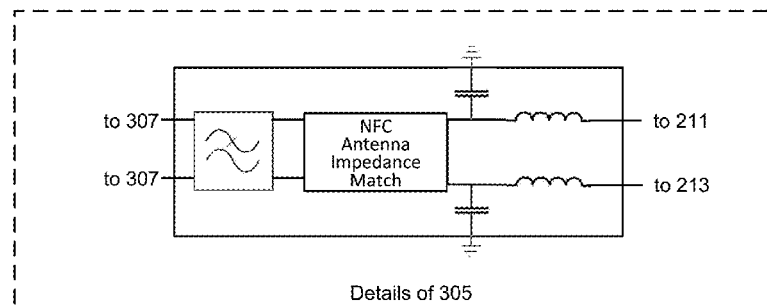 to 307
NFC
Antenna
Impedance
Match
to 211
to 307
to 213
Details of 305